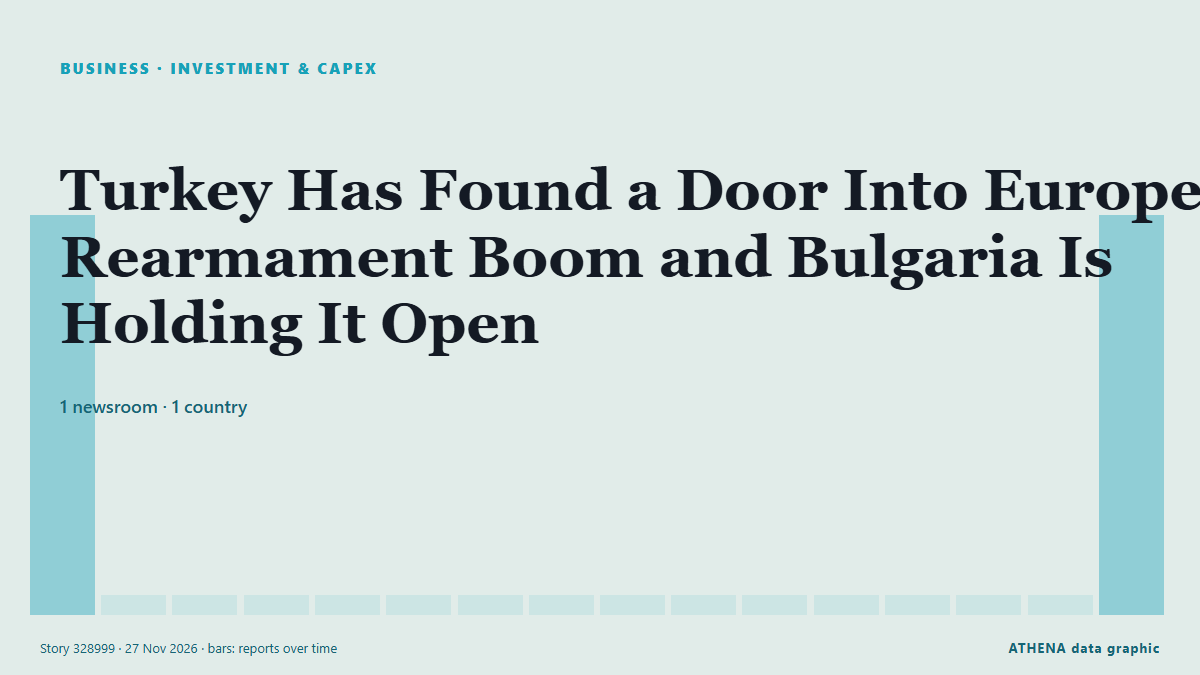 BUSINESS · INVESTMENT & CAPEX
Turkey Has Found a Door Into Europe
Rearmament Boom and Bulgaria Is
Holding It Open
1 newsroom · 1 country
Story 328999 · 27 Nov 2026 · bars: reports over time
ATHENA data graphic